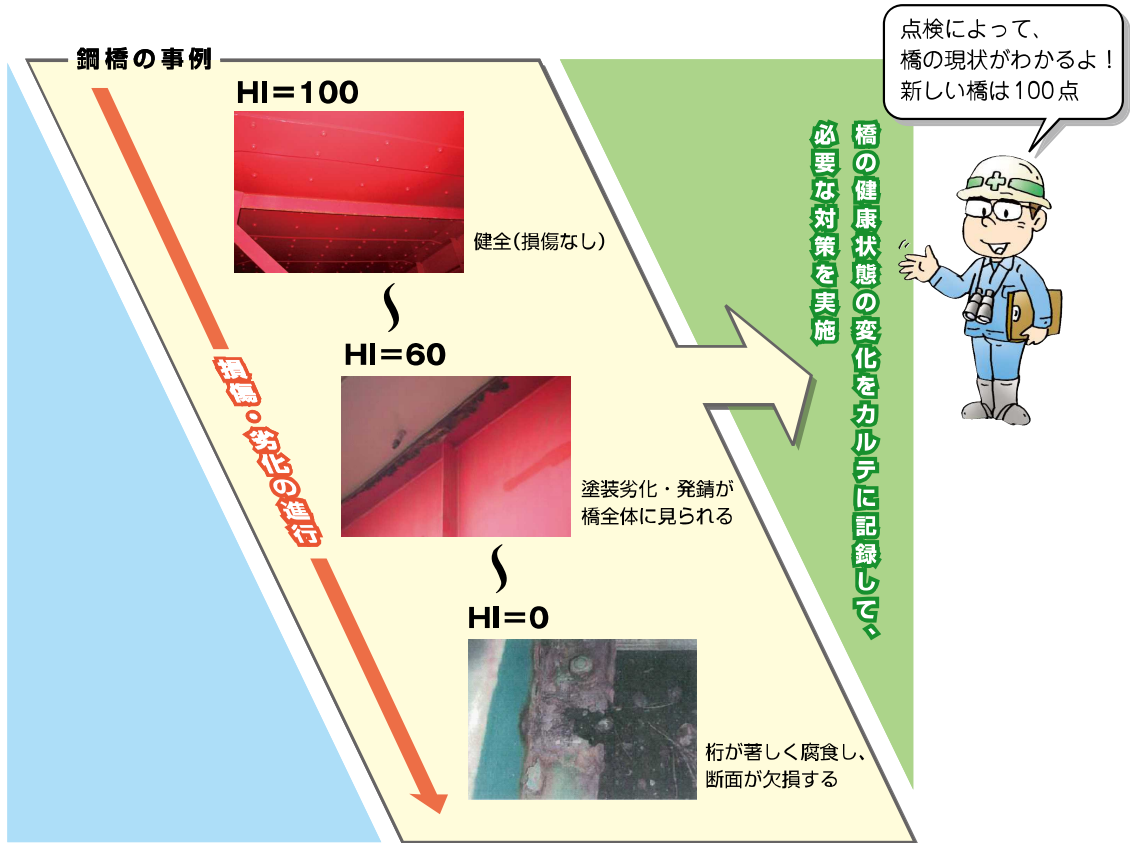 鋼橋の事例
HI=100
健全(損傷なし)
HI=60
塗装劣化・発錆が
橋全体に見られる
HI=0
桁が著しく腐食し、
断面が欠損する
損傷・劣化の進行
橋の健康状態の変化をカルテに記録して、
必要な対策を実施
点検によって、
橋の現状がわかるよ！
新しい橋は100点